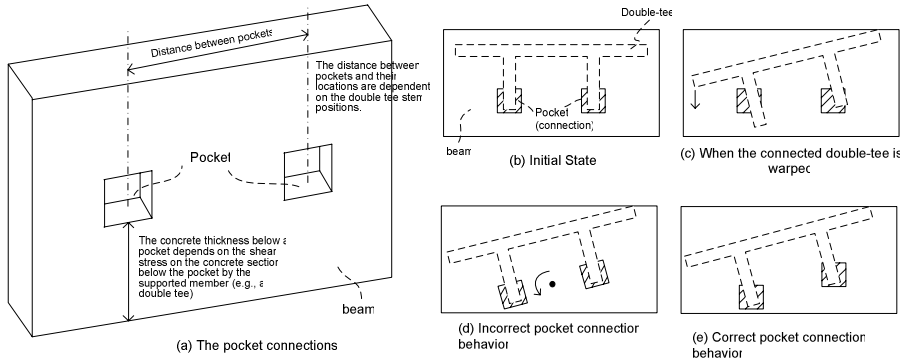 Distance between pockets
The distance between
pockets and their
locations are dependent
on the double tee stem
positions.
Pocket
The concrete thickness below a
pocket depends on the shear
stress on the concrete section
below the pocket by the
supported member (e.g., a
double tee)
beam
(a) The pocket connections
Double-tee
Pocket
(connection)
beam
(b) Initial State
(c) When the connected double-tee is
warped
(d) Incorrect pocket connection
behavior
(e) Correct pocket connection
behavior